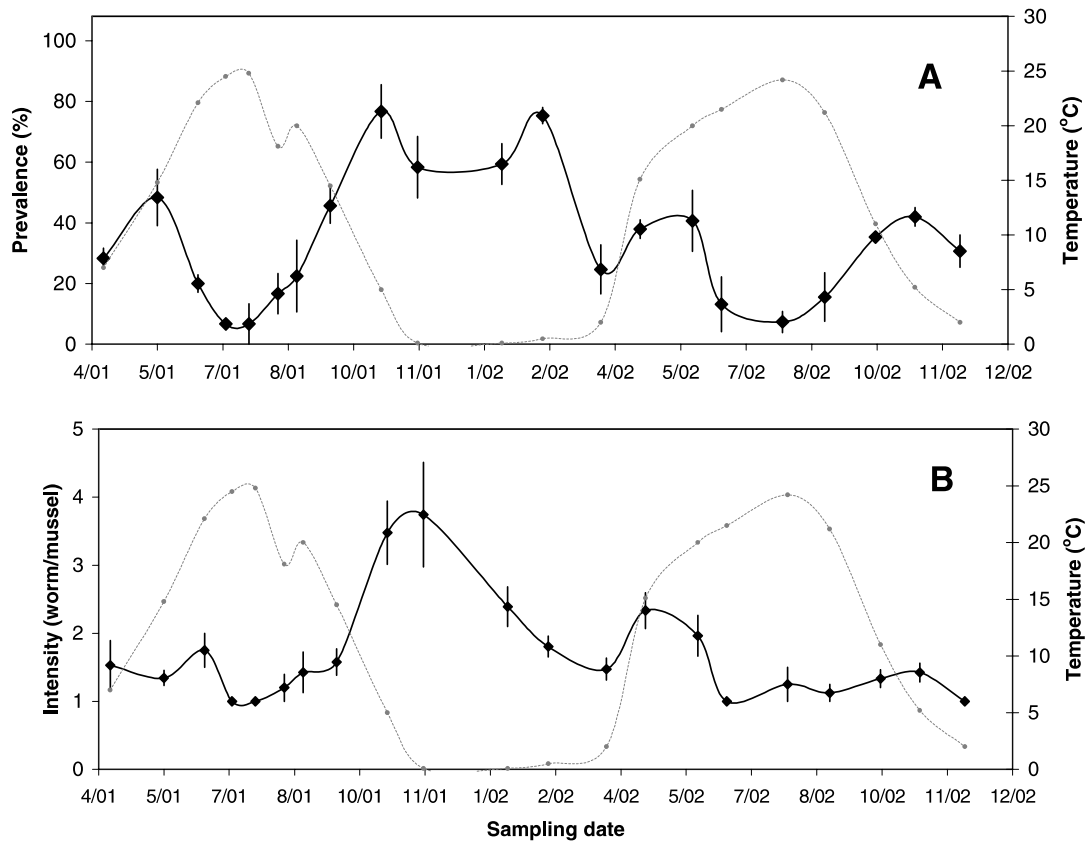 A
Prevalence (%)
100
80
60
40
20
0
30
25
20
15
10
5
0
Temperature (°C)
4/01 5/01 7/01 8/01 10/01 11/01 1/02 2/02 4/02 5/02 7/02 8/02 10/02 11/02 12/02
B
Intensity (worm/mussel)
5
4
3
2
1
0
30
25
20
15
10
5
0
Temperature (°C)
4/01 5/01 7/01 8/01 10/01 11/01 1/02 2/02 4/02 5/02 7/02 8/02 10/02 11/02 12/02
Sampling date